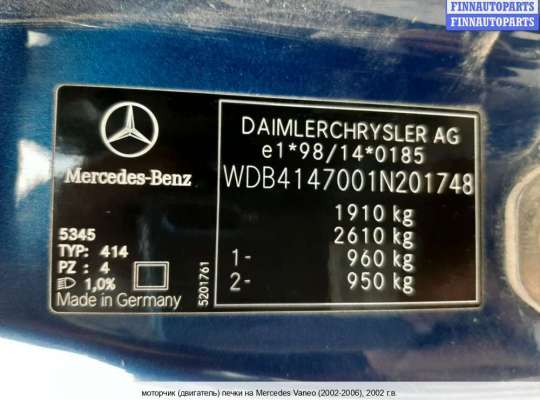 FINNAUTOPARTS
FINNAUTOPARTS
FINNAUTOPARTS
Mercedes-Benz
DAIMLERCHRYSLER AG
e1*98/14*0185
WDB4147001N201748
1910 kg
2610 kg
1- 960 kg
2- 950 kg
5345
TYP: 414
PZ : 4
1,0%
Made in Germany
5201761
моторчик (двигатель) печки на Mercedes Vaneo (2002-2006), 2002 г.в.